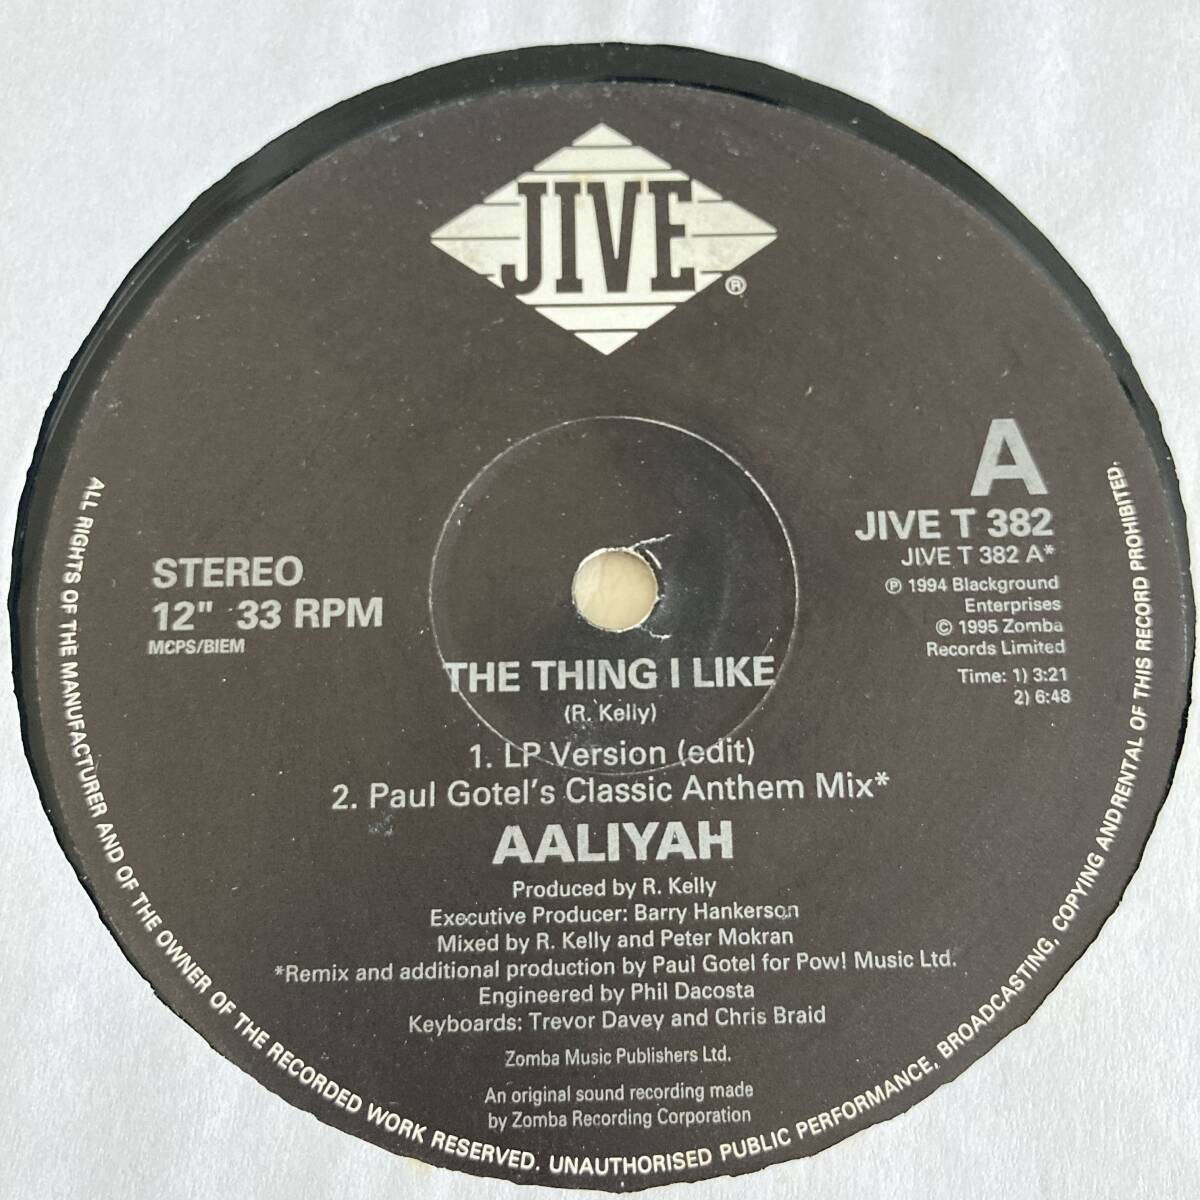 JIVE
®
A
JIVE T 382
JIVE T 382 A*
℗ 1994 Blackground
Enterprises
© 1995 Zomba
Records Limited
Time: 1) 3:21
2) 6:48
STEREO
12" 33 RPM
MCPS/BIEM
THE THING I LIKE
(R. Kelly)
1. LP Version (edit)
2. Paul Gotel's Classic Anthem Mix*
AALIYAH
Produced by R. Kelly
Executive Producer: Barry Hankerson
Mixed by R. Kelly and Peter Mokran
*Remix and additional production by Paul Gotel for Pow! Music Ltd.
Engineered by Phil Dacosta
Keyboards: Trevor Davey and Chris Braid
Zomba Music Publishers Ltd.
An original sound recording made
by Zomba Recording Corporation
ALL RIGHTS OF THE MANUFACTURER AND OF THE OWNER OF THE RECORDED WORK RESERVED. UNAUTHORISED PUBLIC PERFORMANCE, BROADCASTING, COPYING AND RENTAL OF THIS RECORD PROHIBITED.